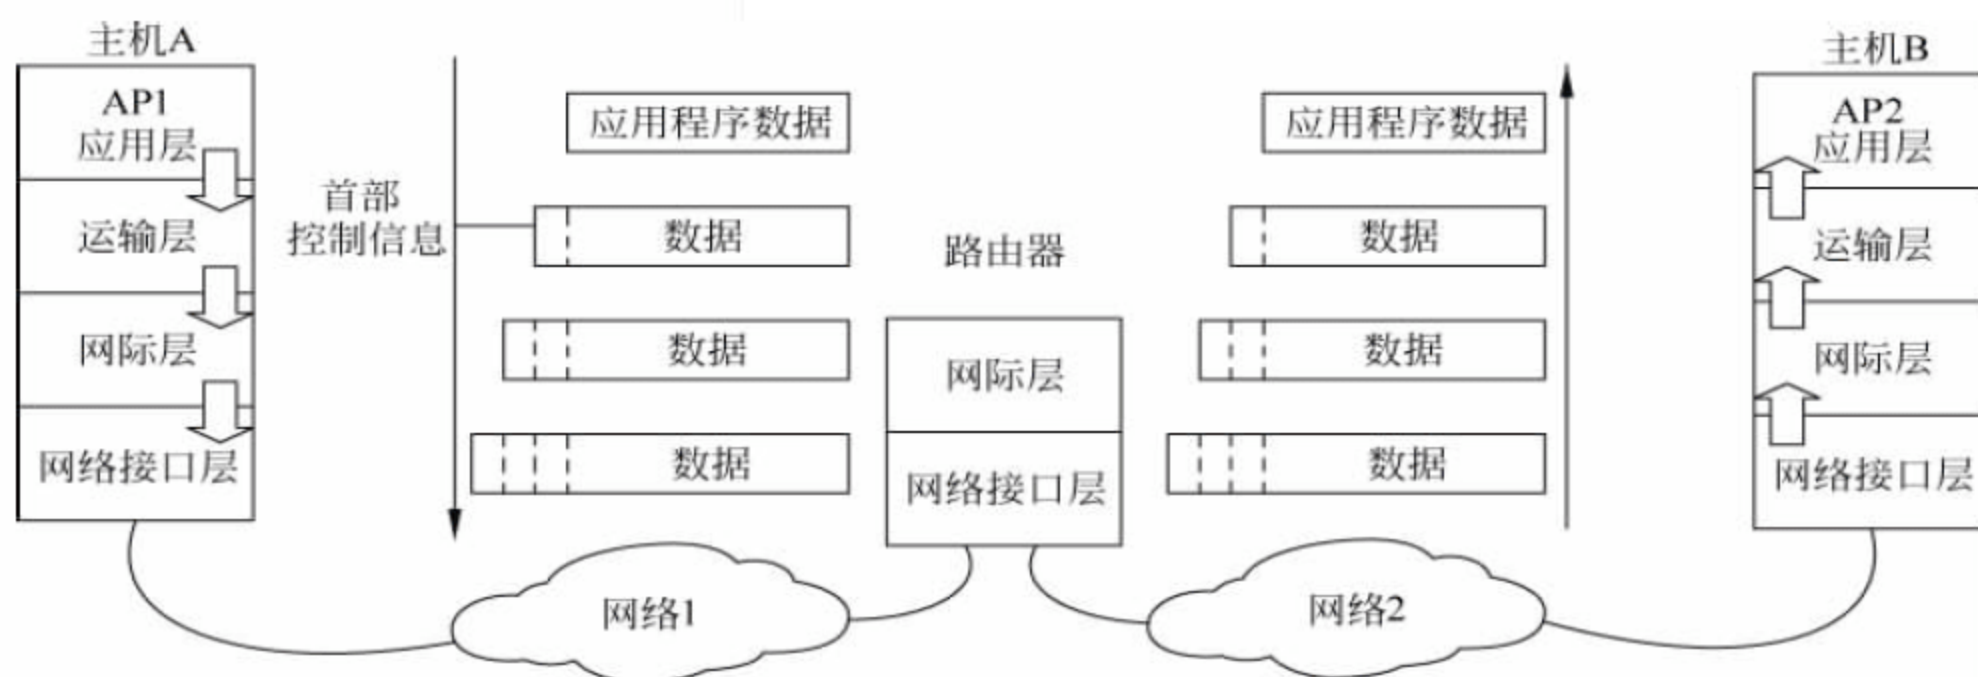 主机A
AP1
应用层
运输层
网际层
网络接口层
首部
控制信息
应用程序数据
数据
数据
数据
路由器
网际层
网络接口层
应用程序数据
数据
数据
数据
主机B
AP2
应用层
运输层
网际层
网络接口层
网络1
网络2